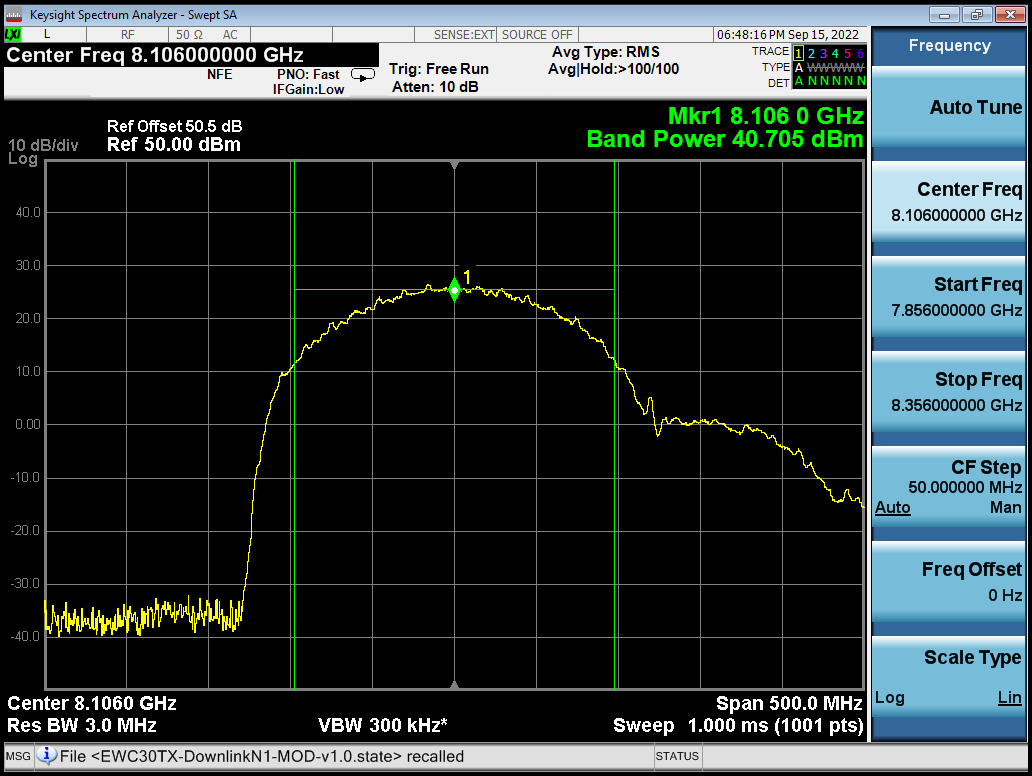 Keysight Spectrum Analyzer - Swept SA
LXI L RF 50 Ω AC SENSE:EXT SOURCE OFF 06:48:16 PM Sep 15, 2022
Center Freq 8.106000000 GHz
Avg Type: RMS
TRACE 1 2 3 4 5 6
NFE PNO: Fast Trig: Free Run Avg|Hold:>100/100
TYPE A WWWWW
IFGain:Low Atten: 10 dB
DET A N N N N N
Mkr1 8.106 0 GHz
Band Power 40.705 dBm
Ref Offset 50.5 dB
10 dB/div Ref 50.00 dBm
Log
1
40.0
30.0
20.0
10.0
0.00
-10.0
-20.0
-30.0
-40.0
Center 8.1060 GHz Span 500.0 MHz
Res BW 3.0 MHz VBW 300 kHz* Sweep 1.000 ms (1001 pts)
Frequency
Auto Tune
Center Freq
8.106000000 GHz
Start Freq
7.856000000 GHz
Stop Freq
8.356000000 GHz
CF Step
50.000000 MHz
Auto Man
Freq Offset
0 Hz
Scale Type
Log Lin
MSG File <EWC30TX-DownlinkN1-MOD-v1.0.state> recalled STATUS